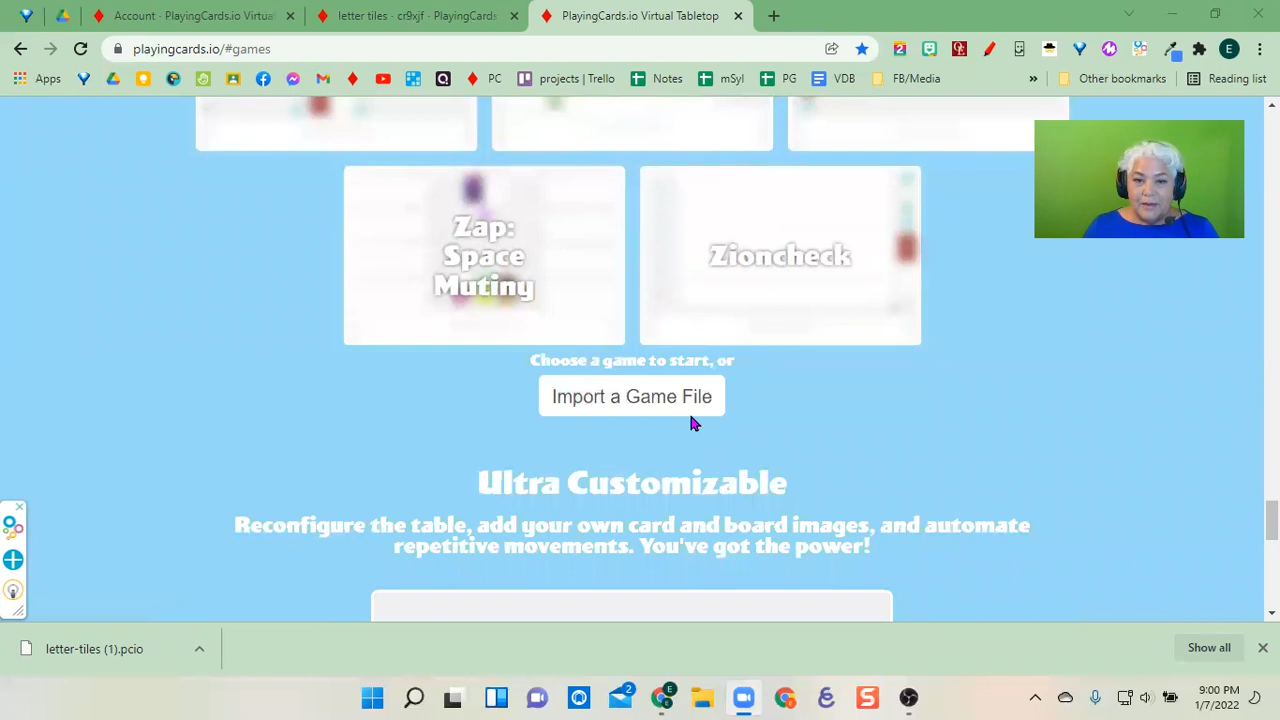 Account - PlayingCards.io Virtual
letter tiles - cr9xjf - PlayingCards
PlayingCards.io Virtual Tabletop
playingcards.io/#games
Apps
PC
projects | Trello
Notes
mSyl
PG
VDB
FB/Media
»
Other bookmarks
Reading list
Zap:
Space
Mutiny
Zioncheck
Choose a game to start, or
Import a Game File
Ultra Customizable
Reconfigure the table, add your own card and board images, and automate
repetitive movements. You've got the power!
letter-tiles (1).pcio
Show all
9:00 PM
1/7/2022